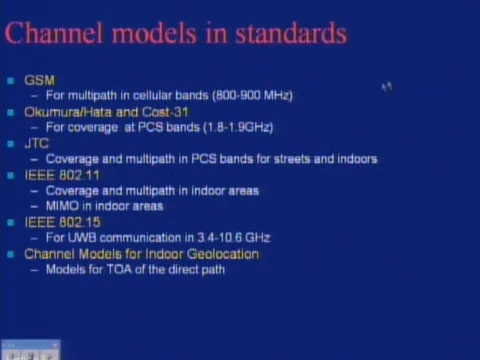 Channel models in standards
GSM
– For multipath in cellular bands (800-900 MHz)
Okumura/Hata and Cost-31
– For coverage at PCS bands (1.8-1.9GHz)
JTC
– Coverage and multipath in PCS bands for streets and indoors
IEEE 802.11
– Coverage and multipath in indoor areas
– MIMO in indoor areas
IEEE 802.15
– For UWB communication in 3.4-10.6 GHz
Channel Models for Indoor Geolocation
– Models for TOA of the direct path